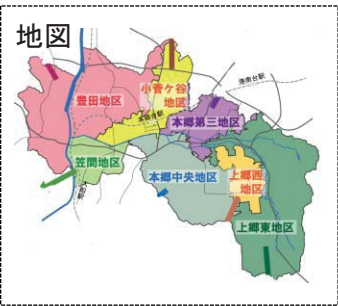 地図
港南台駅
小菅ケ谷
地区
豊田地区
本郷台駅
本郷第三地区
笠間地区
本郷中央地区
上郷西
地区
上郷東地区